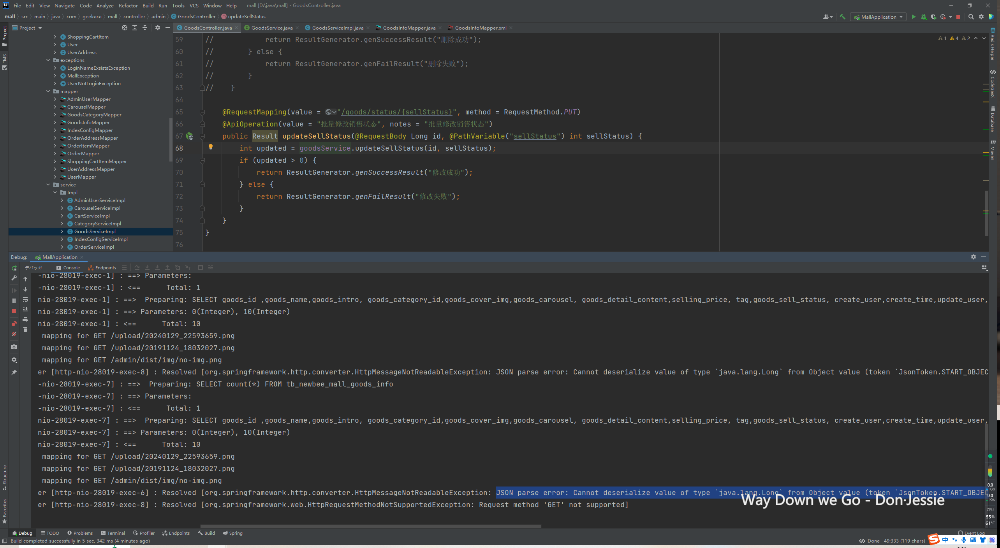 File Edit View Navigate Code Analyze Refactor Build Run Tools VCS Window Help mall [D:\java\mall] - GoodsController.java
mall src main java com geekaca mall controller admin GoodsController updateSellStatus
MallApplication
Project
GoodsController.java GoodsService.java GoodsServiceImpl.java GoodsInfoMapper.java GoodsInfoMapper.xml
Project
TMS
Structure
Favorites
ShoppingCartItem
User
UserAddress
exceptions
LoginNameExsistsException
MallException
UserNotLoginException
mapper
AdminUserMapper
CarouselMapper
GoodsCategoryMapper
GoodsInfoMapper
IndexConfigMapper
OrderAddressMapper
OrderItemMapper
OrderMapper
ShoppingCartItemMapper
UserAddressMapper
UserMapper
service
Impl
AdminUserServiceImpl
CarouselServiceImpl
CartServiceImpl
CategoryServiceImpl
GoodsServiceImpl
IndexConfigServiceImpl
OrderServiceImpl
1 4 2
59 // return ResultGenerator.genSuccessResult("删除成功");
60 // } else {
61 // return ResultGenerator.genFailResult("删除失败");
62 // }
63 // }
64
65 @RequestMapping(value = "/goods/status/{sellStatus}", method = RequestMethod.PUT)
66 @ApiOperation(value = "批量修改销售状态", notes = "批量修改销售状态")
67 public Result updateSellStatus(@RequestBody Long id, @PathVariable("sellStatus") int sellStatus) {
68 int updated = goodsService.updateSellStatus(id, sellStatus);
69 if (updated > 0) {
70 return ResultGenerator.genSuccessResult("修改成功");
71 } else {
72 return ResultGenerator.genFailResult("修改失败");
73 }
74 }
75 }
76
Redis Helper
CodeGeeX
Database
Maven
Debug: MallApplication
デバッガー Console Endpoints
-nio-28019-exec-1] : ==> Parameters:
-nio-28019-exec-1] : <== Total: 1
nio-28019-exec-1] : ==> Preparing: SELECT goods_id ,goods_name,goods_intro, goods_category_id,goods_cover_img,goods_carousel, goods_detail_content,selling_price, tag,goods_sell_status, create_user,create_time,update_user,
nio-28019-exec-1] : ==> Parameters: 0(Integer), 10(Integer)
nio-28019-exec-1] : <== Total: 10
mapping for GET /upload/20240129_22593659.png
mapping for GET /upload/20191124_18032027.png
mapping for GET /admin/dist/img/no-img.png
er [http-nio-28019-exec-8] : Resolved [org.springframework.http.converter.HttpMessageNotReadableException: JSON parse error: Cannot deserialize value of type `java.lang.Long` from Object value (token `JsonToken.START_OBJEC
-nio-28019-exec-7] : ==> Preparing: SELECT count(*) FROM tb_newbee_mall_goods_info
-nio-28019-exec-7] : ==> Parameters:
-nio-28019-exec-7] : <== Total: 1
nio-28019-exec-7] : ==> Preparing: SELECT goods_id ,goods_name,goods_intro, goods_category_id,goods_cover_img,goods_carousel, goods_detail_content,selling_price, tag,goods_sell_status, create_user,create_time,update_user,
nio-28019-exec-7] : ==> Parameters: 0(Integer), 10(Integer)
nio-28019-exec-7] : <== Total: 10
mapping for GET /upload/20240129_22593659.png
mapping for GET /upload/20191124_18032027.png
mapping for GET /admin/dist/img/no-img.png
er [http-nio-28019-exec-6] : Resolved [org.springframework.http.converter.HttpMessageNotReadableException: JSON parse error: Cannot deserialize value of type `java.lang.Long` from Object value (token `JsonToken.START_OBJEC
er [http-nio-28019-exec-8] : Resolved [org.springframework.web.HttpRequestMethodNotSupportedException: Request method 'GET' not supported]
Way Down we Go - Don·Jessie
0.0
K/s
0.0
K/s
CPU
55%
61°C
Debug TODO Problems Terminal Profiler Endpoints Build Spring Event Log
Build completed successfully in 5 sec, 342 ms (4 minutes ago) Done 49:333 (119 chars) 中